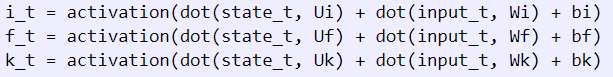 i_t = activation(dot(state_t, Ui) + dot(input_t, Wi) + bi)
f_t = activation(dot(state_t, Uf) + dot(input_t, Wf) + bf)
k_t = activation(dot(state_t, Uk) + dot(input_t, Wk) + bk)